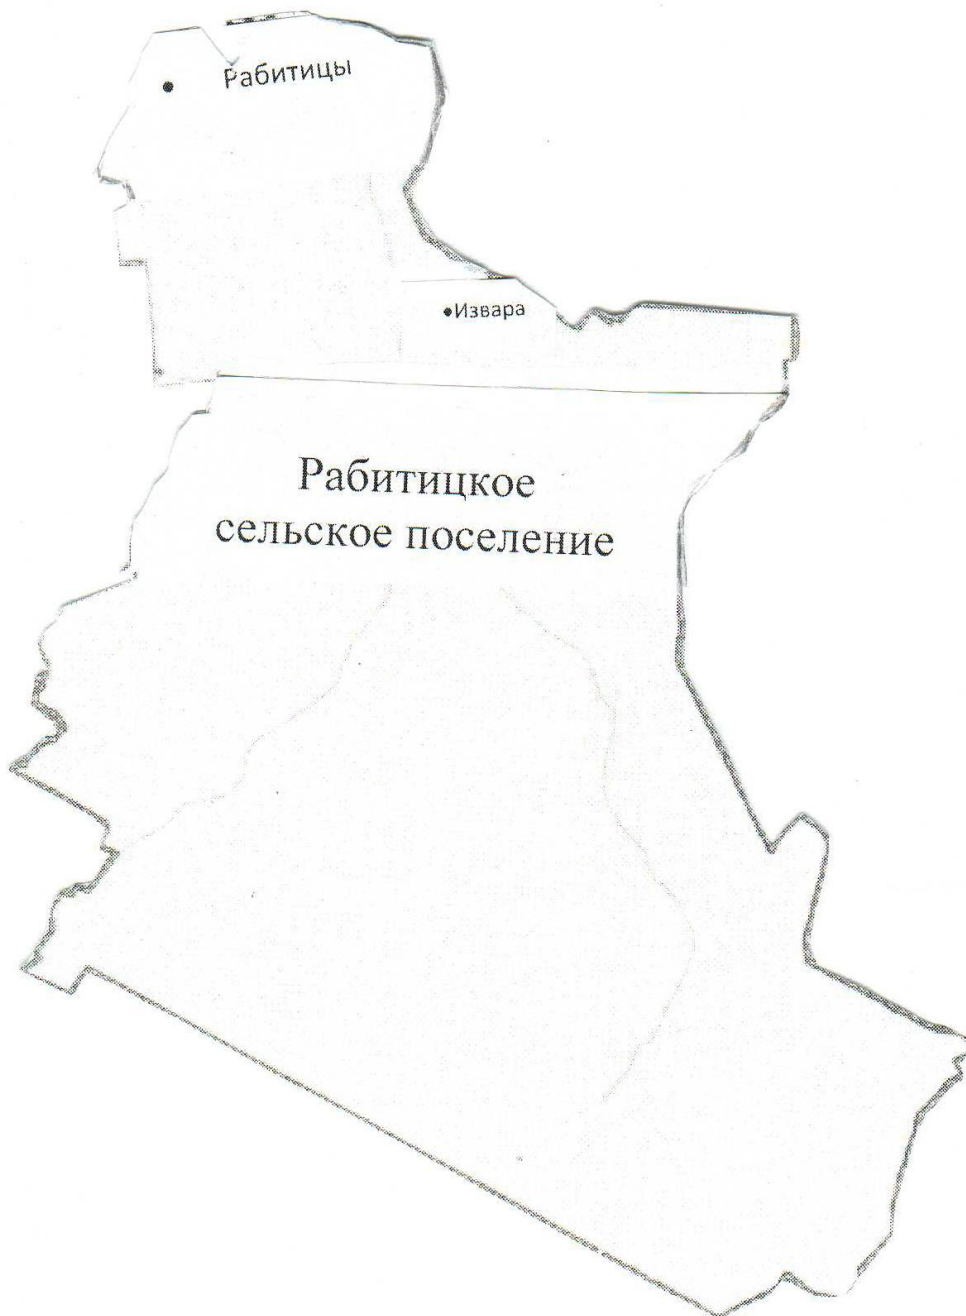 Рабитицы
Извара
Рабитицкое
сельское поселение